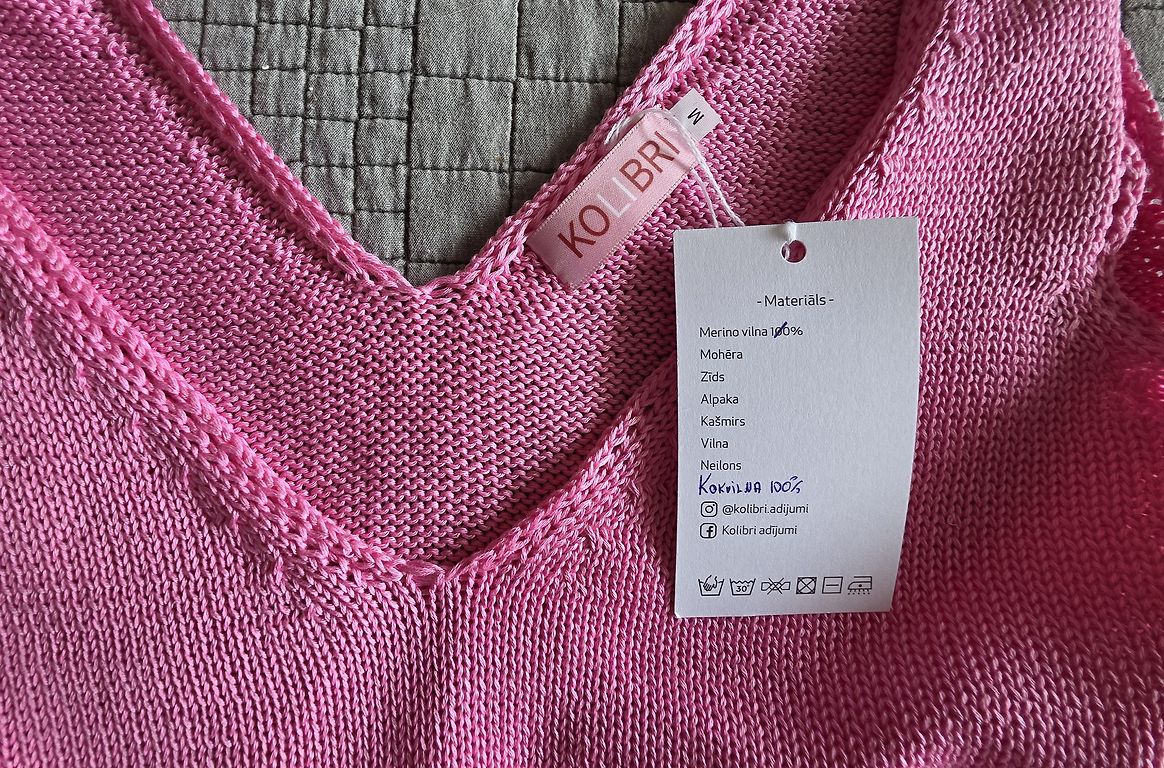 M
KOLIBRI
- Materiāls -
Merino vilna 100%
Mohēra
Zīds
Alpaka
Kašmirs
Vilna
Neilons
Kokvilna 100%
@kolibri.adijumi
Kolibri adījumi
30°